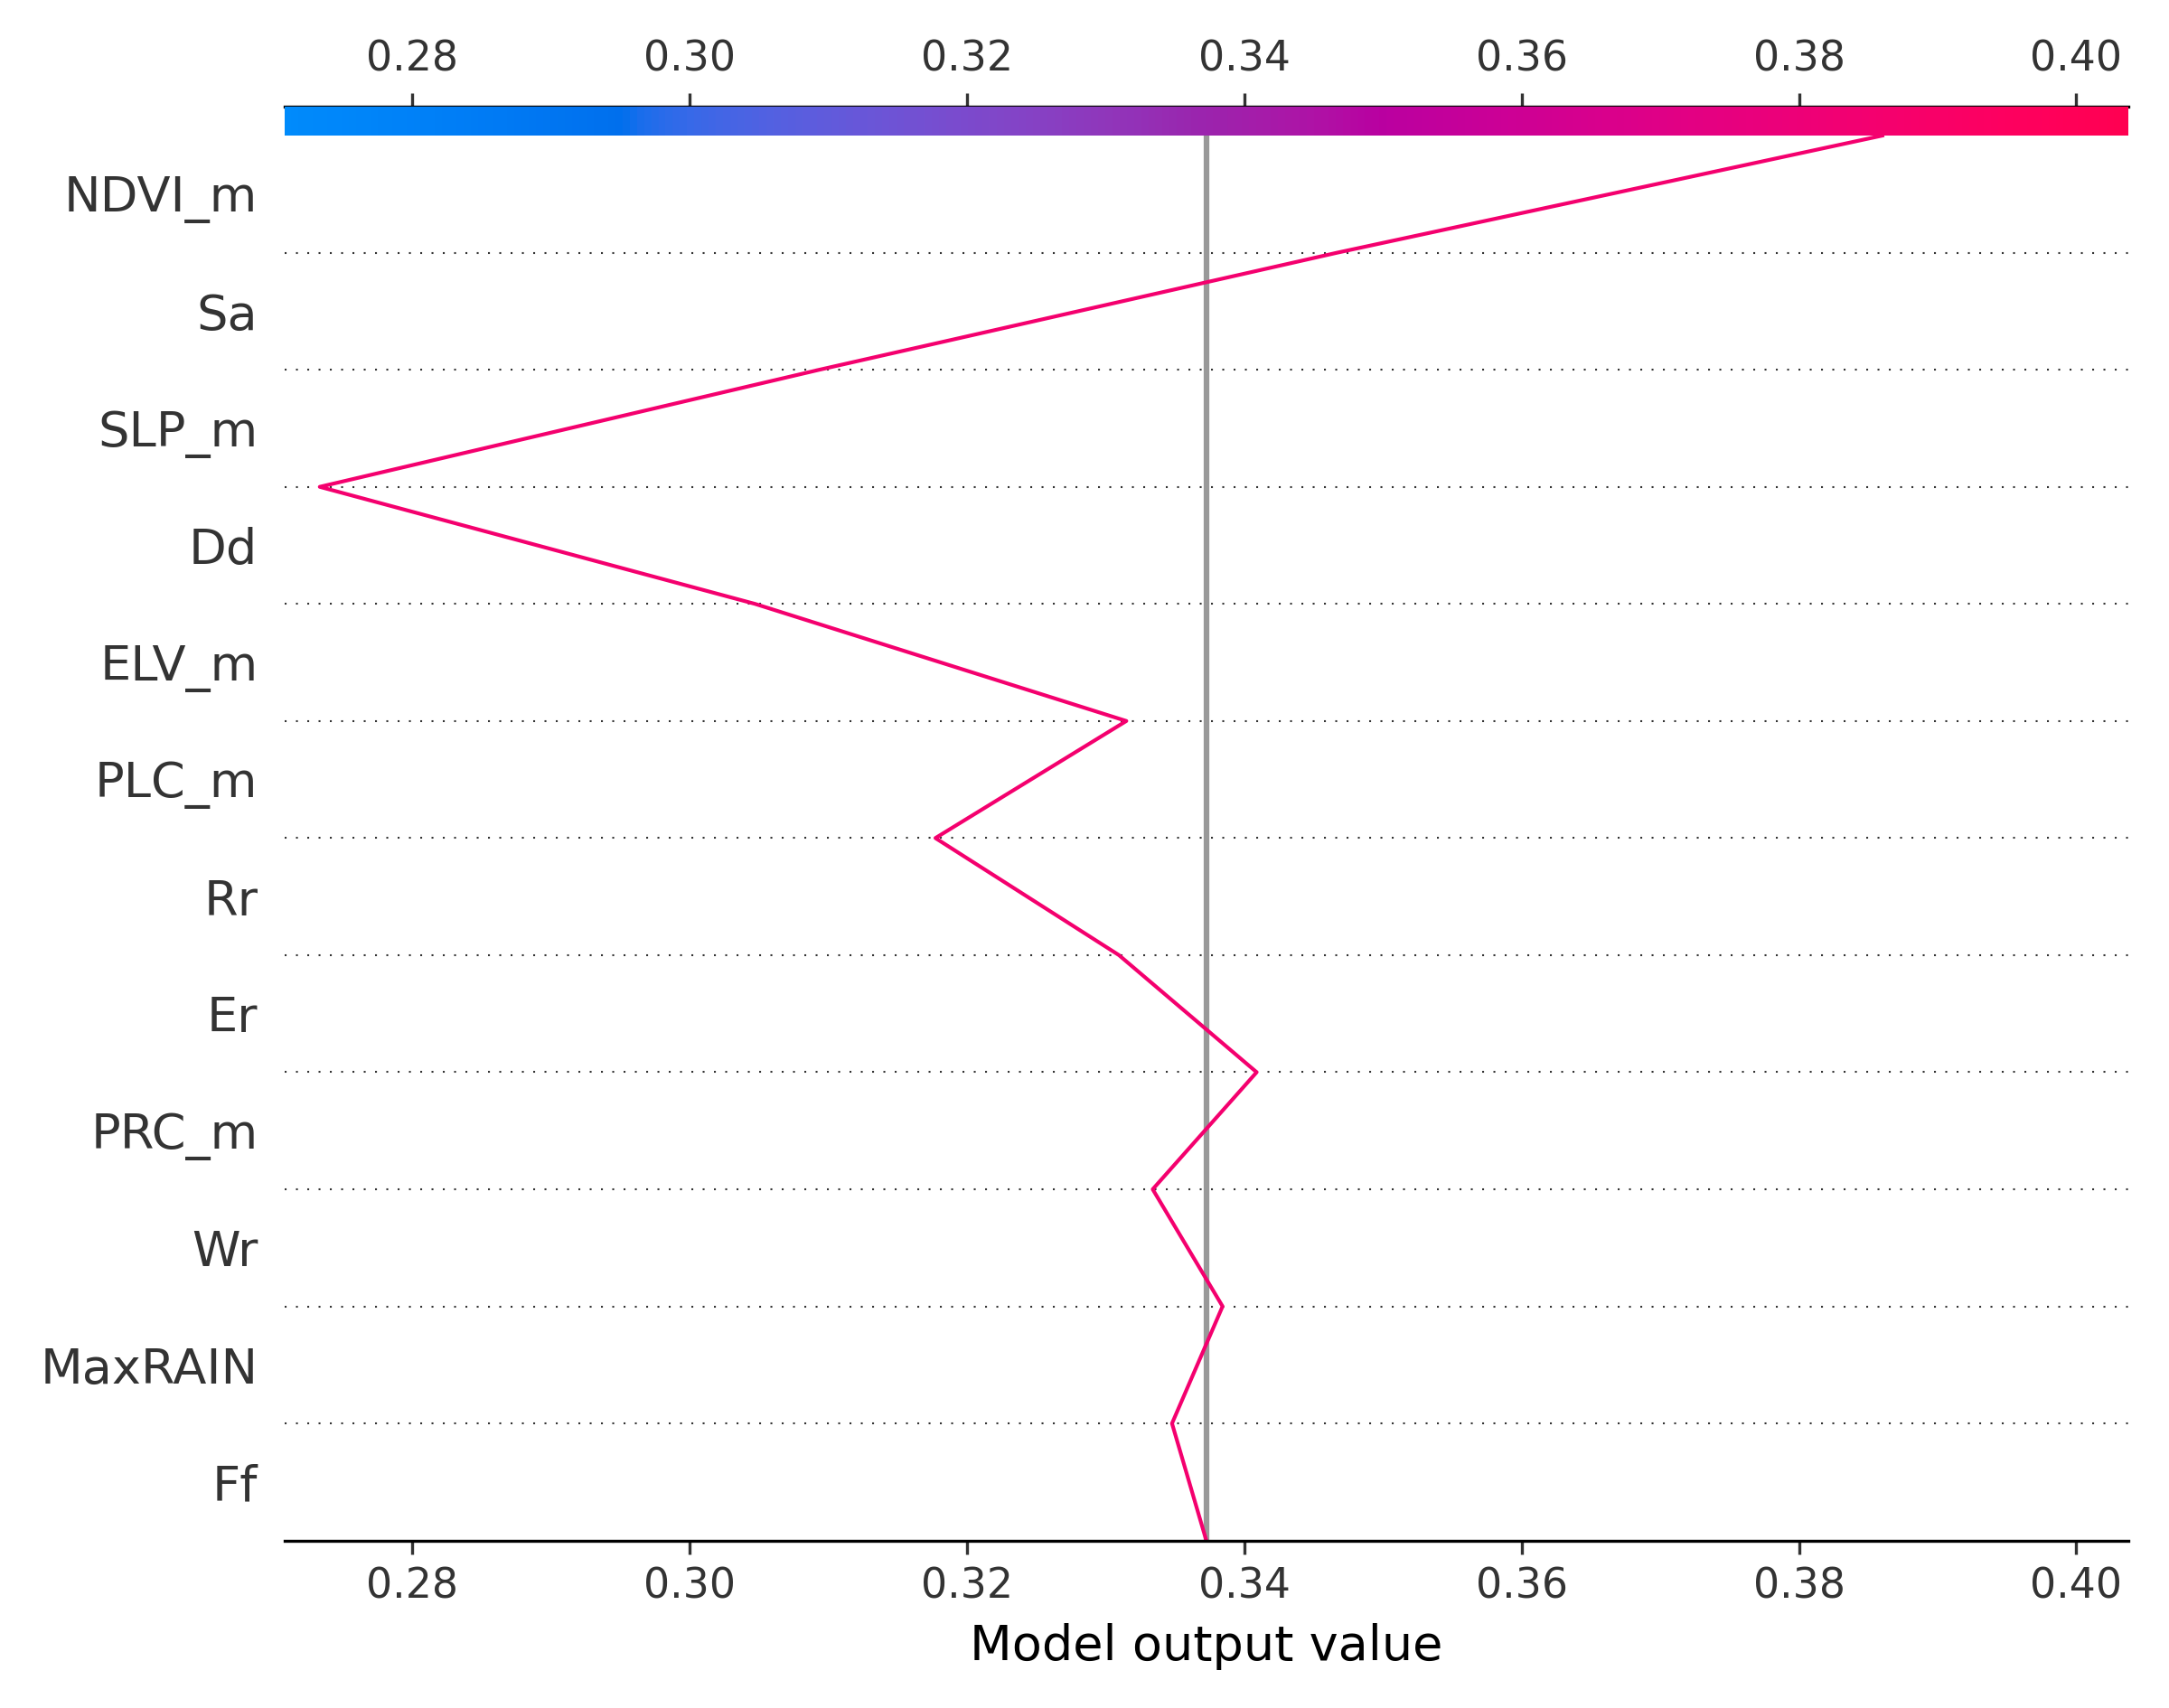 0.28 0.30 0.32 0.34 0.36 0.38 0.40
NDVI_m
Sa
SLP_m
Dd
ELV_m
PLC_m
Rr
Er
PRC_m
Wr
MaxRAIN
Ff
0.28 0.30 0.32 0.34 0.36 0.38 0.40
Model output value